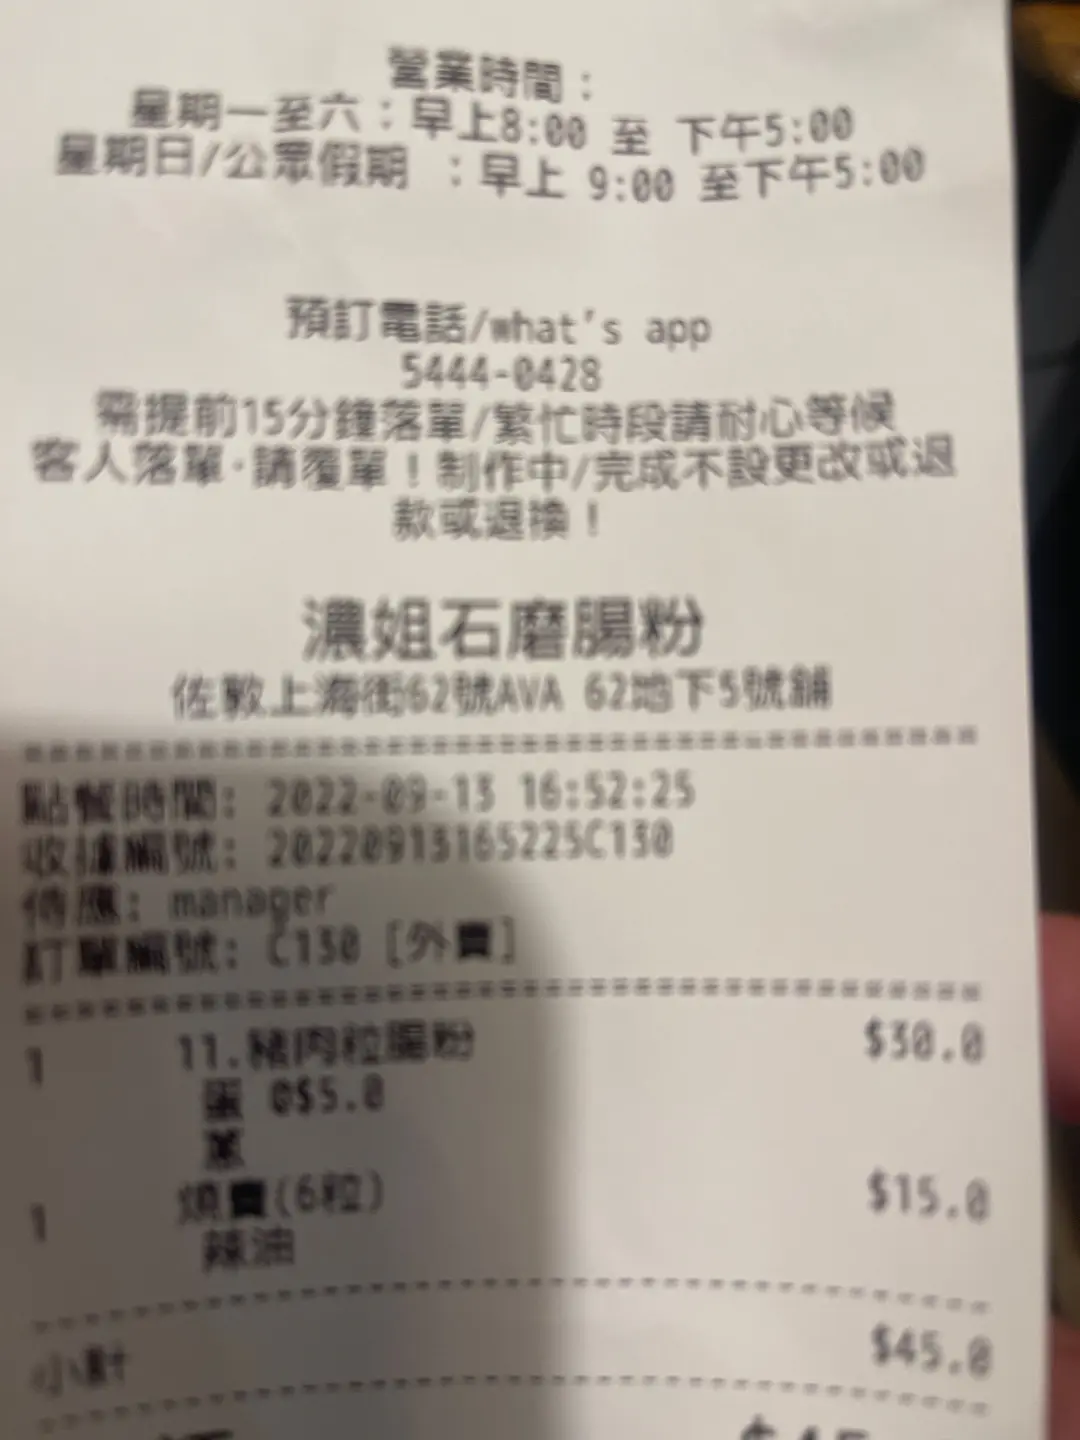 營業時間：
星期一至六：早上8:00 至 下午5:00
星期日/公眾假期 ：早上 9:00 至下午5:00
預訂電話/what's app
5444-0428
需提前15分鐘落單/繁忙時段請耐心等候
客人落單·請覆單！制作中/完成不設更改或退
款或退換！
濃姐石磨腸粉
佐敦上海街62號AVA 62地下5號舖
點餐時間: 2022-09-13 16:52:25
收據編號: 20220913165225C130
侍應: manager
訂單編號: C130 [外賣]
1 11.豬肉粒腸粉 $30.0
蛋 @$5.0
蔥
1 燒賣(6粒) $15.0
辣油
小計 $45.0